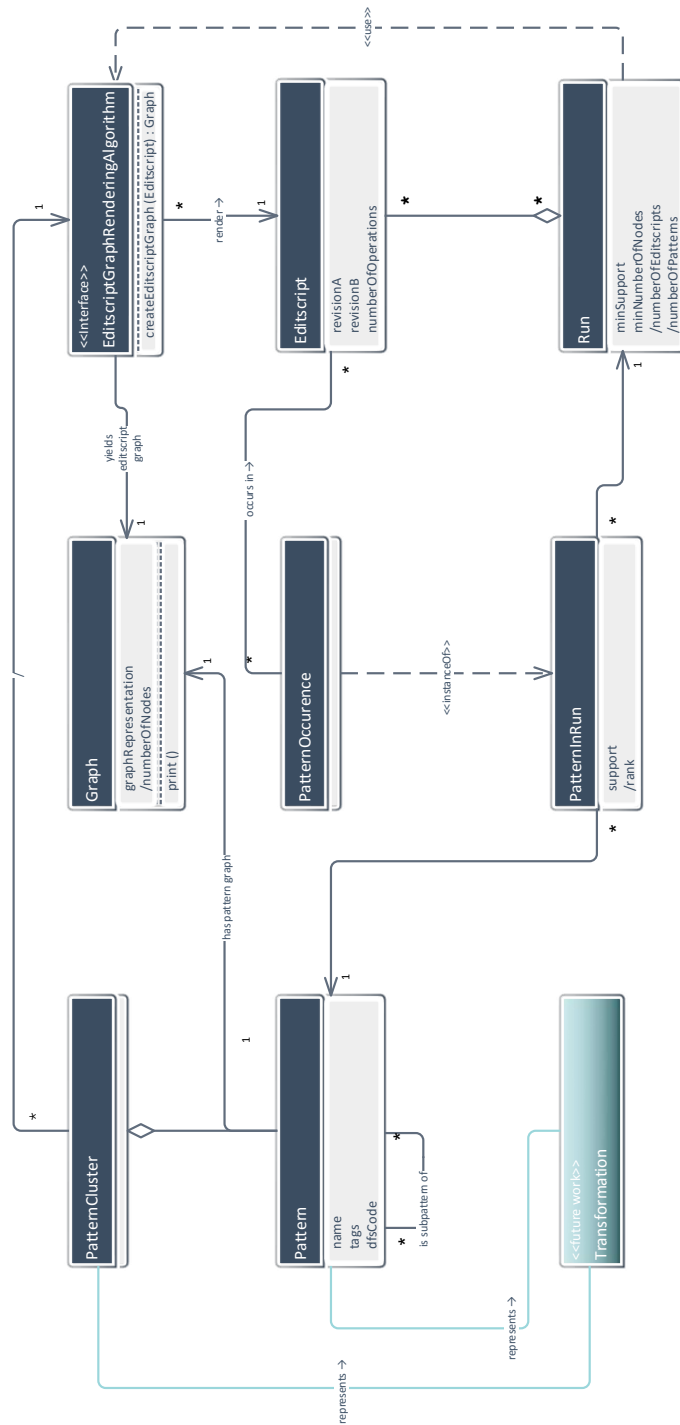 PatternCluster
*
/
1
<<Interface>>
EditscriptGraphRenderingAlgorithm
createEditscriptGraph (Editscript) : Graph
Graph
graphRepresentation
/numberOfNodes
print ()
yields
editscript
graph
1
1
has pattern graph
1
*
render →
1
<<use>>
Pattern
name
tags
dfsCode
*
*
is subpattern of
1
PatternOccurence
*
occurs in →
*
Editscript
revisionA
revisionB
numberOfOperations
*
*
<<instanceOf>>
represents →
represents →
<<future work>>
Transformation
PatternInRun
support
/rank
*
*
1
Run
minSupport
minNumberOfNodes
/numberOfEditscripts
/numberOfPatterns